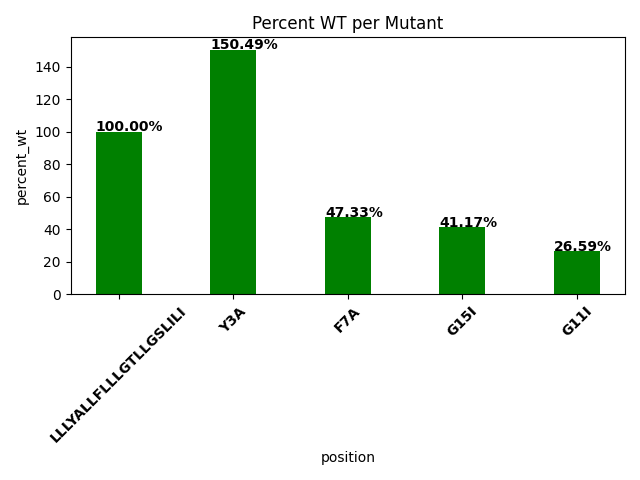 Percent WT per Mutant
percent_wt
140
120
100
80
60
40
20
0
100.00%
150.49%
47.33%
41.17%
26.59%
LLLYALLFLLLGTLLGSLILI
Y3A
F7A
G15I
G11I
position